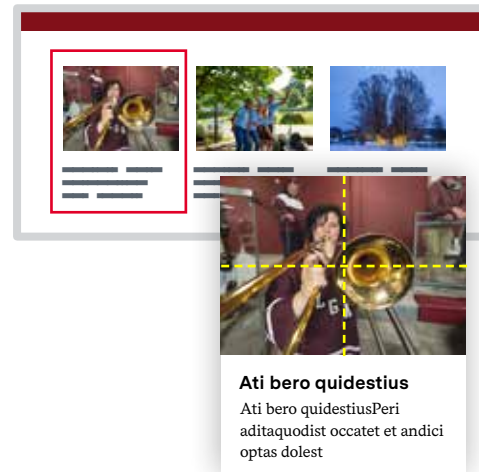 Ati bero quidestius
Ati bero quidestiusPeri
aditaquodist occatet et andici
optas dolest